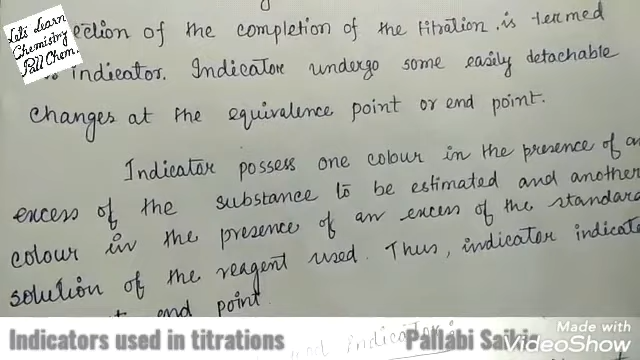 Let's Learn
Chemistry
Pall Chem.
ection of the completion of the titration. is termed
indicator. Indicator undergo some easily detachable
changes at the equivalence point or end point.
Indicator possess one colour in the presence of an
excess of the substance to be estimated and another
colour in the presence of an excess of the standard
solution of the reagent used. Thus, indicator indicate
end point.
indicator
Indicators used in titrations
Pallabi Saikia
Made with
VideoShow